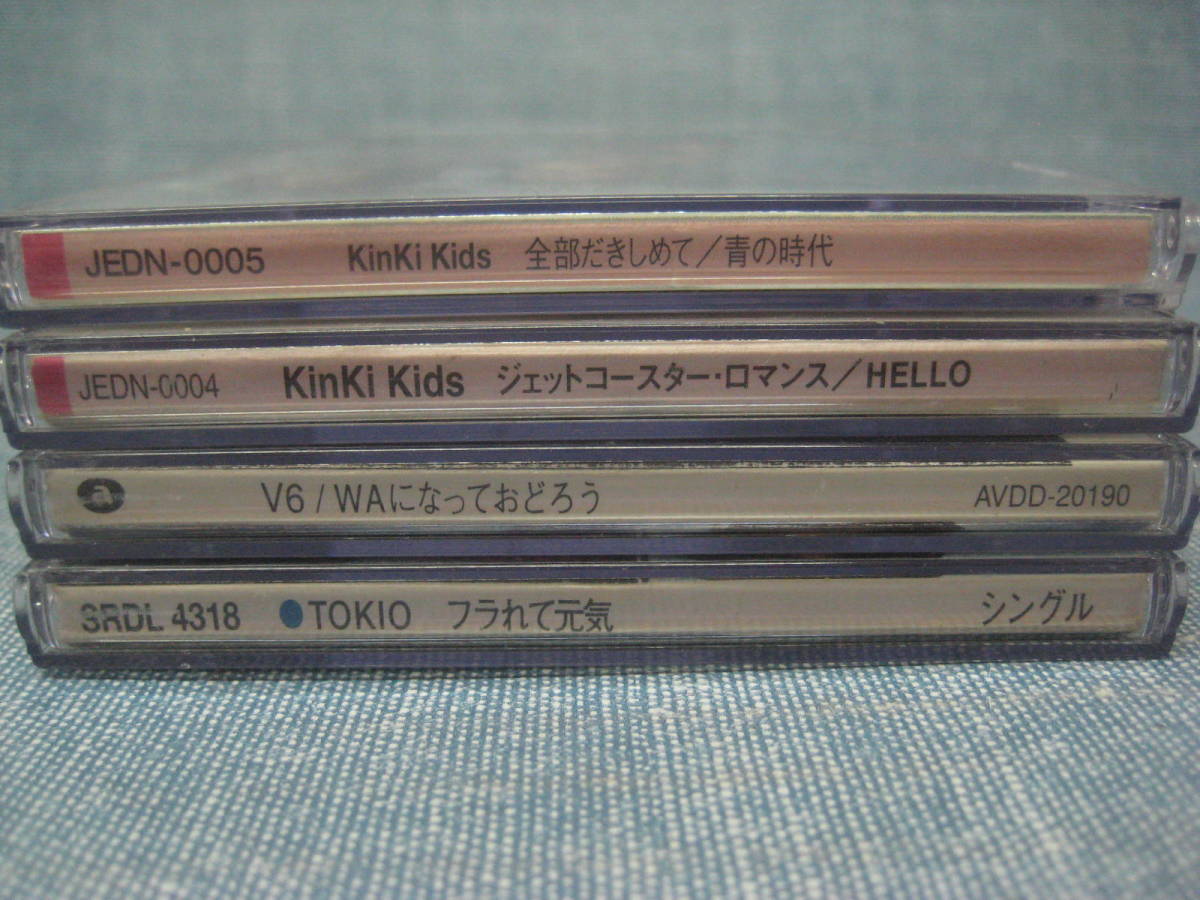 JEDN-0005 KinKi Kids 全部だきしめて/青の時代
JEDN-0004 KinKi Kids ジェットコースター・ロマンス/HELLO
a V6/WAになっておどろう AVDD-20190
SRDL 4318 ●TOKIO フラれて元気 シングル